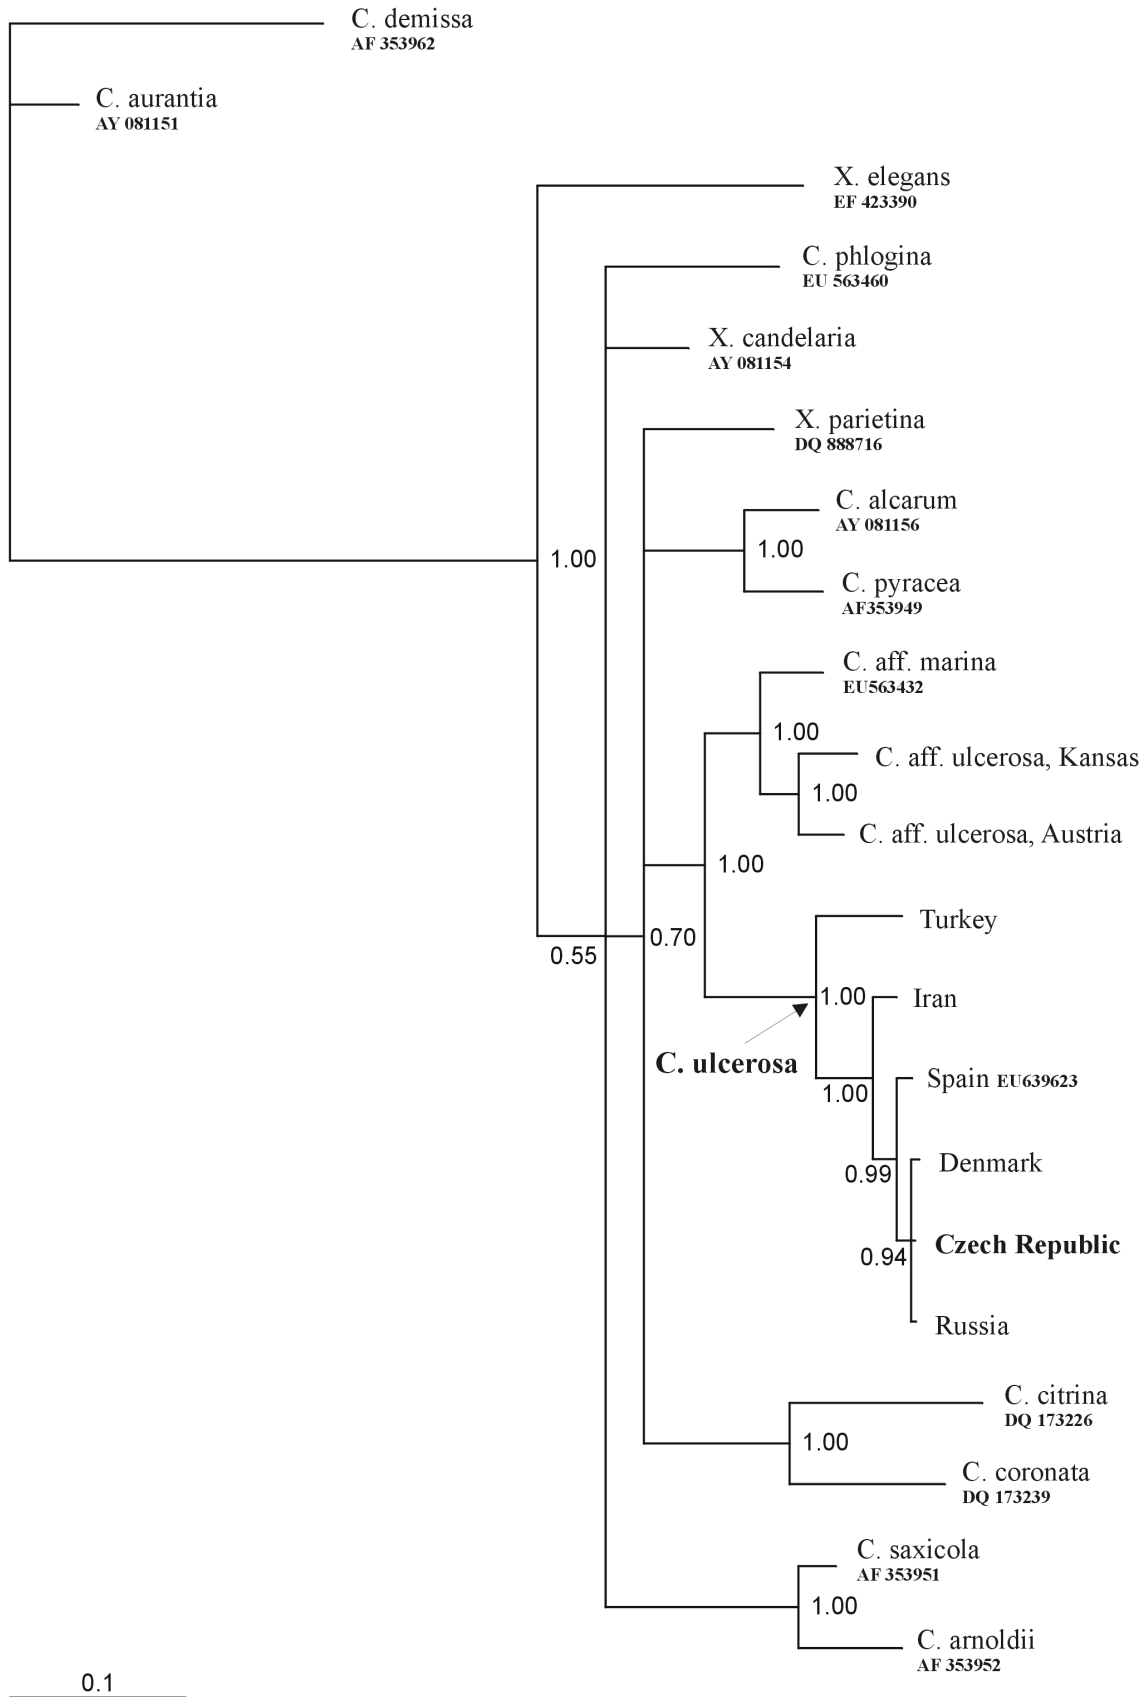 C. demissa
AF 353962
C. aurantia
AY 081151
X. elegans
EF 423390
C. phlogina
EU 563460
X. candelaria
AY 081154
X. parietina
DQ 888716
C. alcarum
AY 081156
1.00
1.00
C. pyracea
AF353949
C. aff. marina
EU563432
1.00
C. aff. ulcerosa, Kansas
1.00
C. aff. ulcerosa, Austria
1.00
Turkey
0.70
0.55
1.00
Iran
C. ulcerosa
Spain EU639623
1.00
Denmark
0.99
Czech Republic
0.94
Russia
C. citrina
DQ 173226
1.00
C. coronata
DQ 173239
C. saxicola
AF 353951
1.00
C. arnoldii
AF 353952
0.1